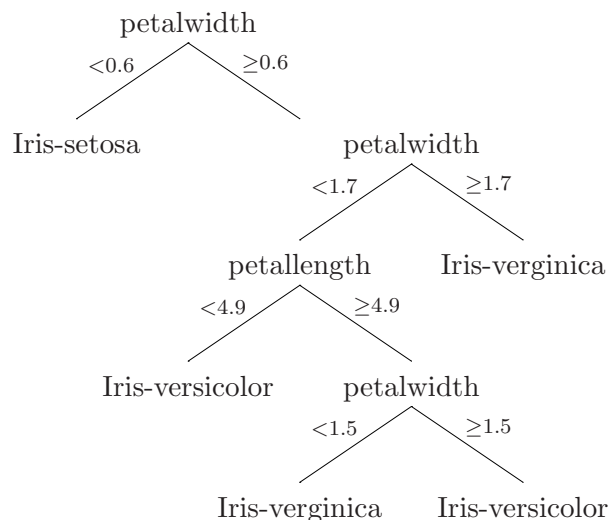 petalwidth
<0.6
≥0.6
Iris-setosa
petalwidth
<1.7
≥1.7
petallength
Iris-verginica
<4.9
≥4.9
Iris-versicolor
petalwidth
<1.5
≥1.5
Iris-verginica
Iris-versicolor